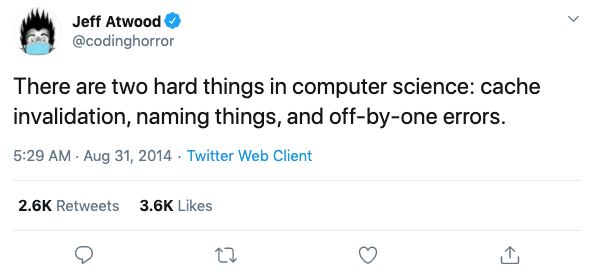 Jeff Atwood
@codinghorror
There are two hard things in computer science: cache
invalidation, naming things, and off-by-one errors.
5:29 AM · Aug 31, 2014 · Twitter Web Client
2.6K Retweets 3.6K Likes